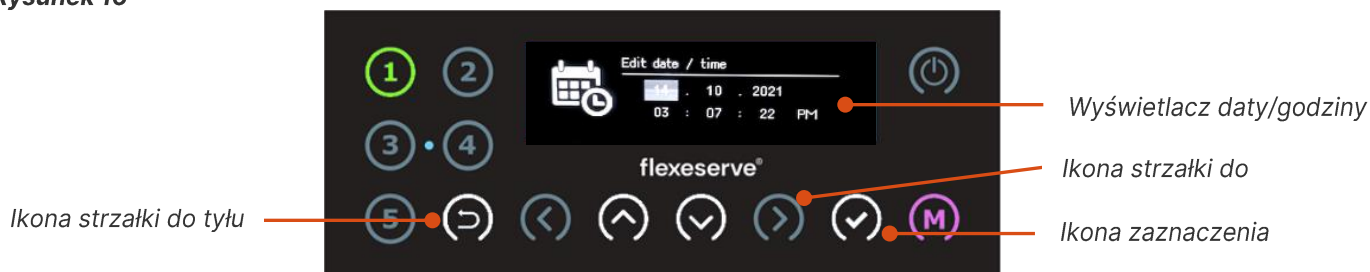 1
2
Edit date / time
14 . 10 . 2021
03 : 07 : 22 PM
Wyświetlacz daty/godziny
3
4
flexeserve®
Ikona strzałki do
Ikona strzałki do tyłu
5
M
Ikona zaznaczenia